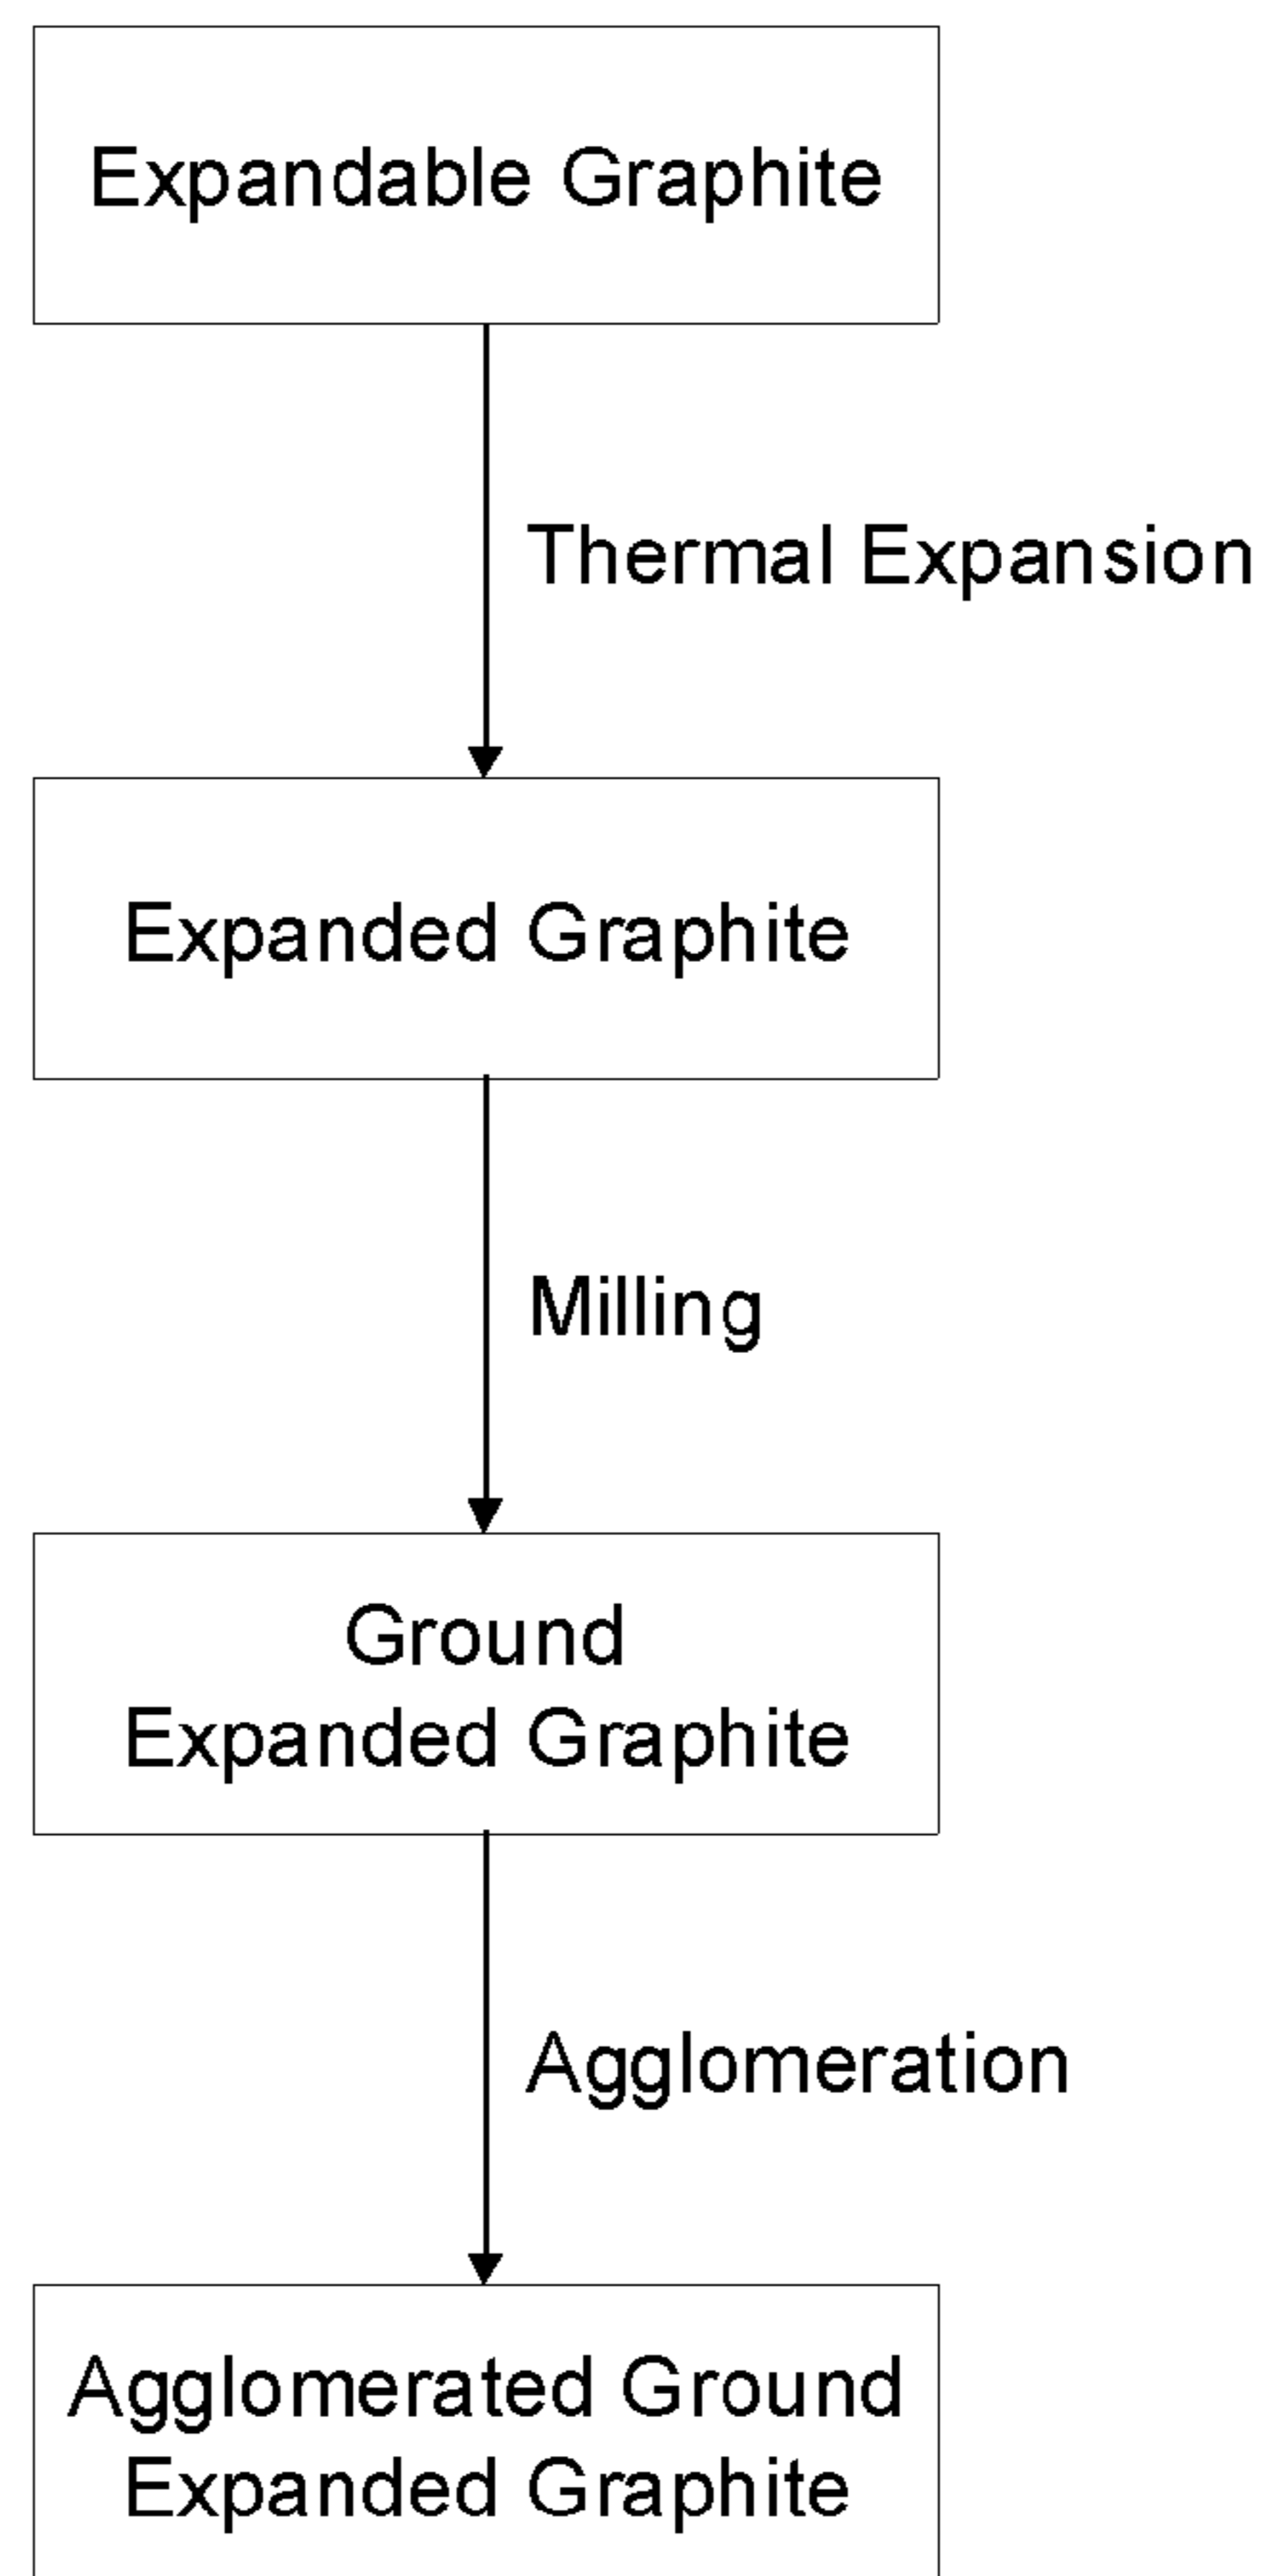 Expandable Graphite
Thermal Expansion
Expanded Graphite
Milling
Ground
Expanded Graphite
Agglomeration
Agglomerated Ground
Expanded Graphite